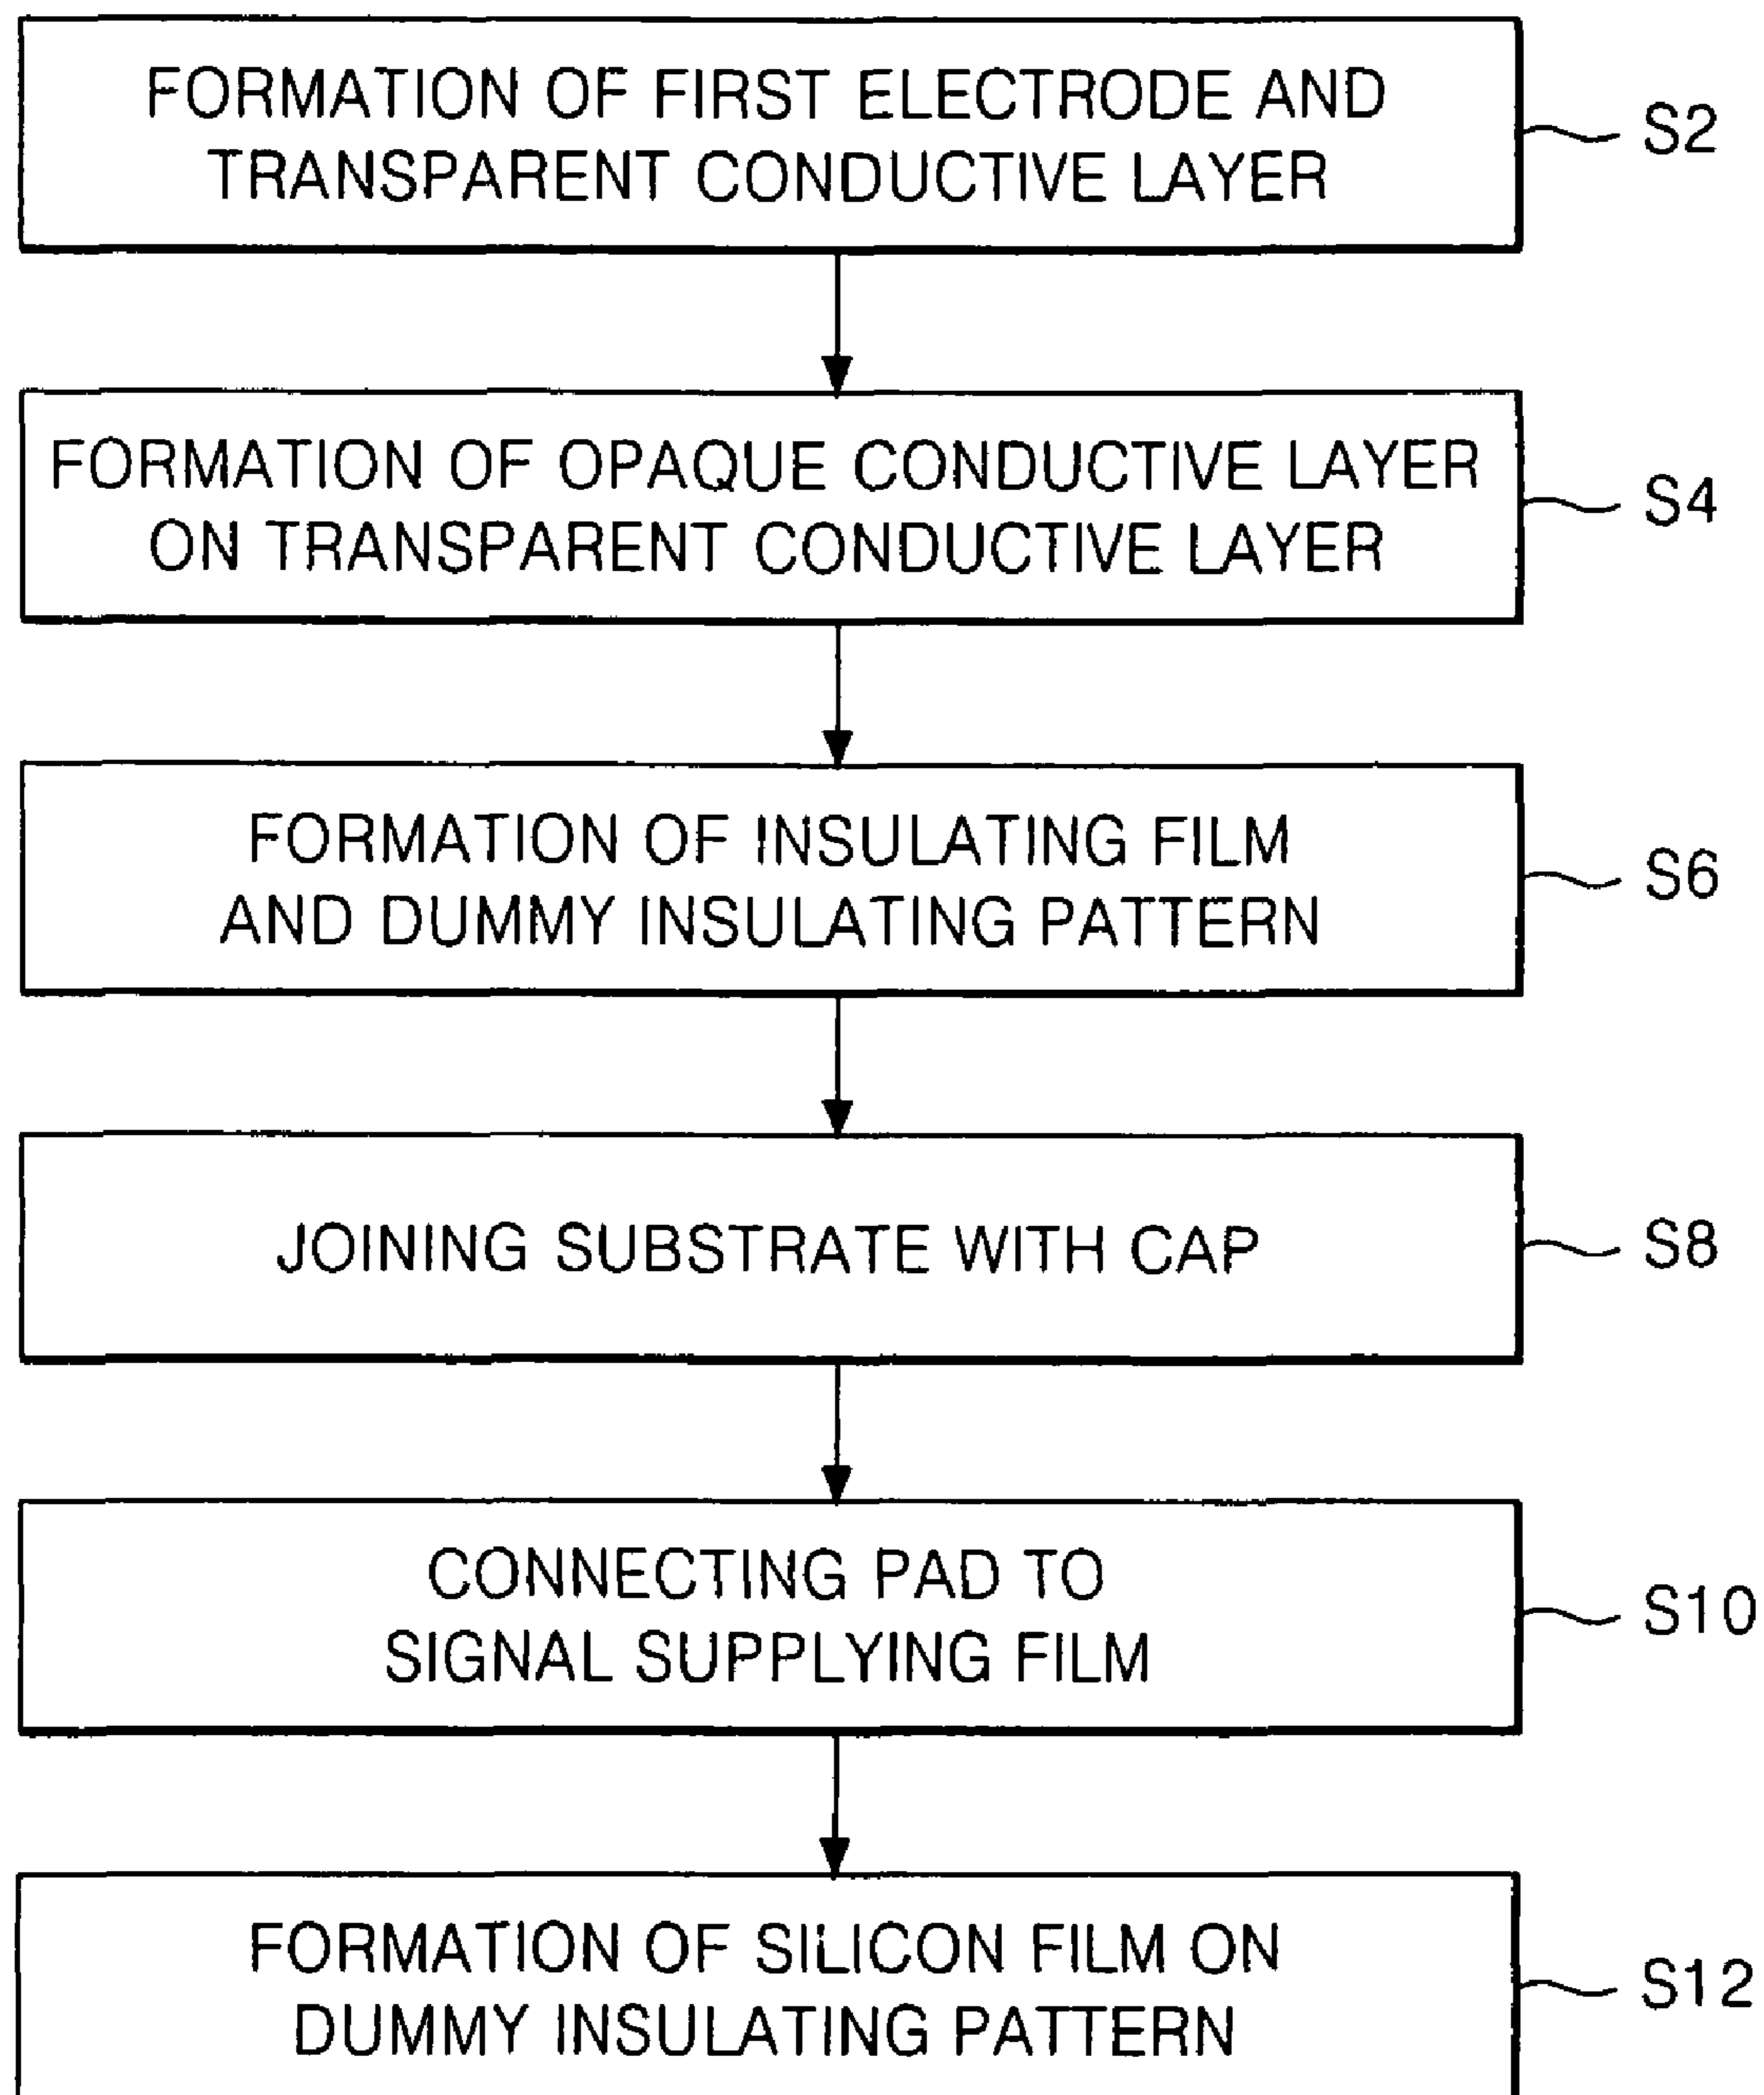 FORMATION OF FIRST ELECTRODE AND
TRANSPARENT CONDUCTIVE LAYER
S2
FORMATION OF OPAQUE CONDUCTIVE LAYER
ON TRANSPARENT CONDUCTIVE LAYER
S4
FORMATION OF INSULATING FILM
AND DUMMY INSULATING PATTERN
S6
JOINING SUBSTRATE WITH CAP
S8
CONNECTING PAD TO
SIGNAL SUPPLYING FILM
S10
FORMATION OF SILICON FILM ON
DUMMY INSULATING PATTERN
S12